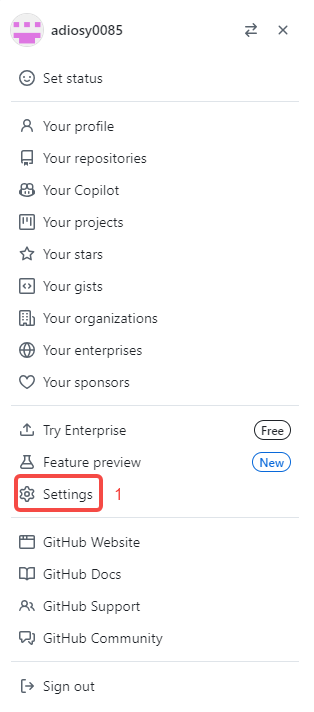 adiosy0085
Set status
Your profile
Your repositories
Your Copilot
Your projects
Your stars
Your gists
Your organizations
Your enterprises
Your sponsors
Try Enterprise Free
Feature preview New
Settings 1
GitHub Website
GitHub Docs
GitHub Support
GitHub Community
Sign out